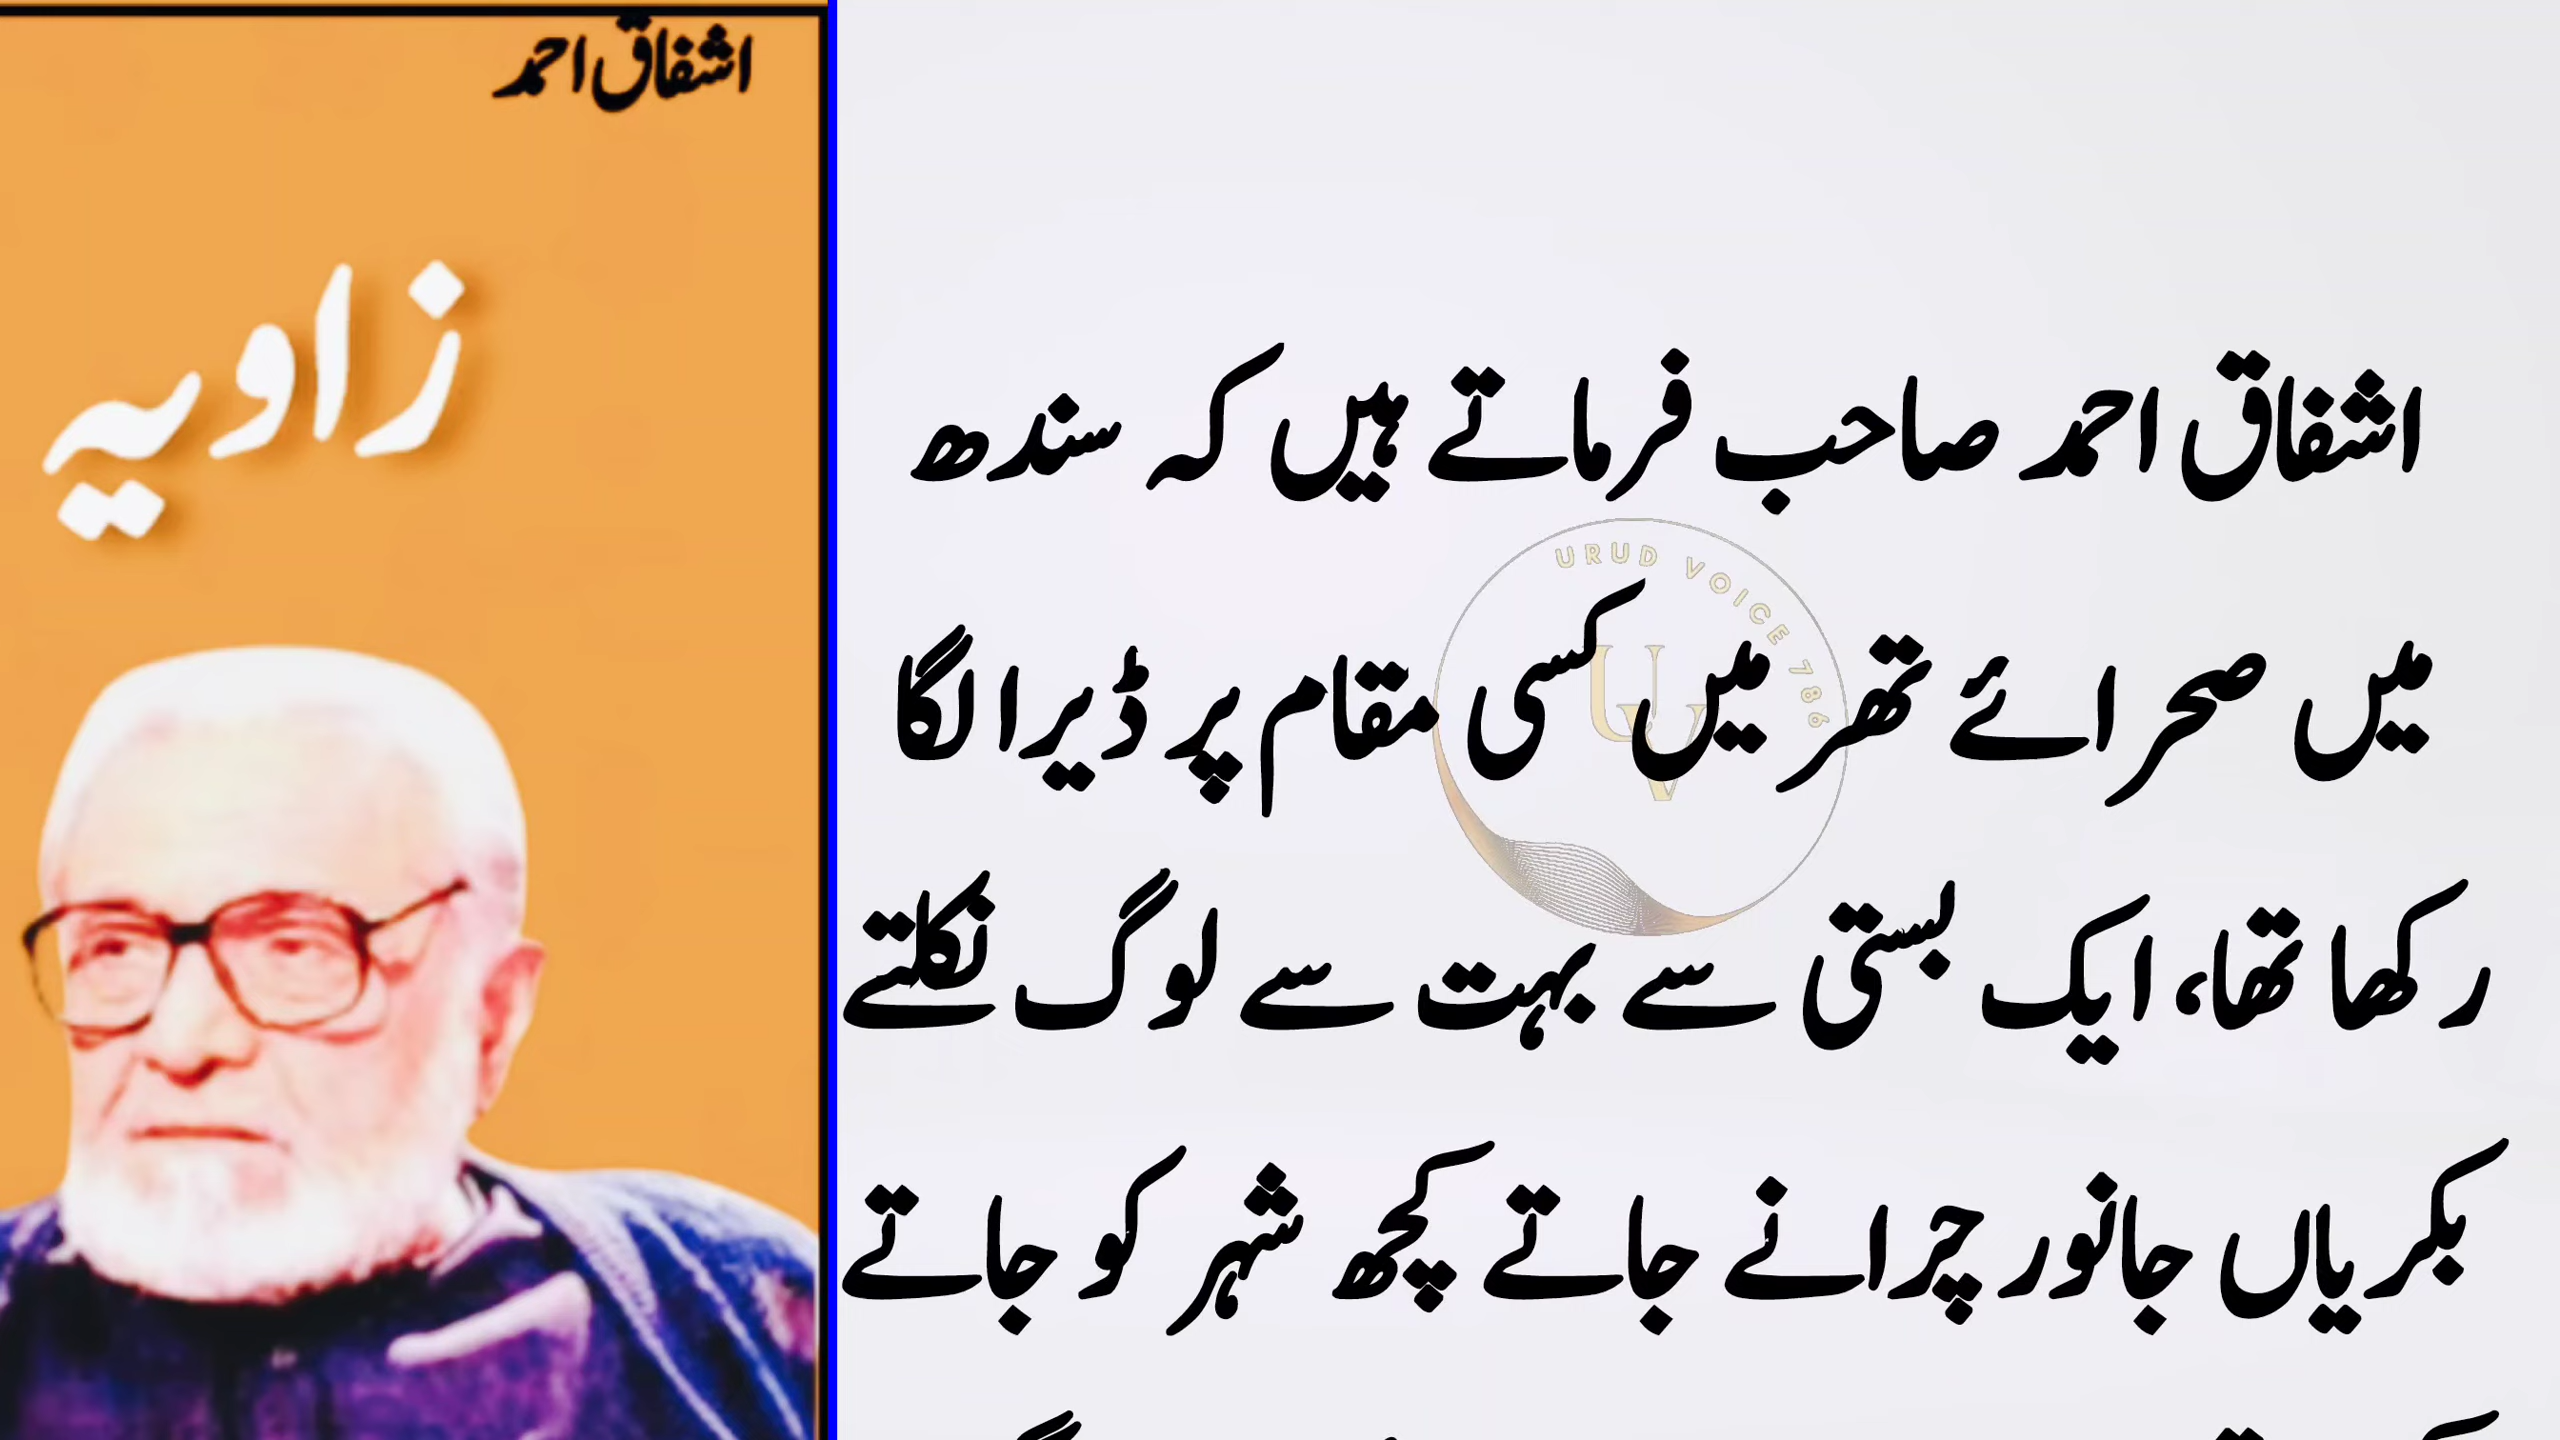 اشفاق احمد
زاویہ
اشفاق احمد صاحب فرماتے ہیں کہ سندھ
میں صحرائے تھر میں کسی مقام پر ڈیرا لگا
رکھا تھا، ایک بستی سے بہت سے لوگ نکلتے
بکریاں جانور چرانے جاتے کچھ شہر کو جاتے
URUD VOICE 786
UV